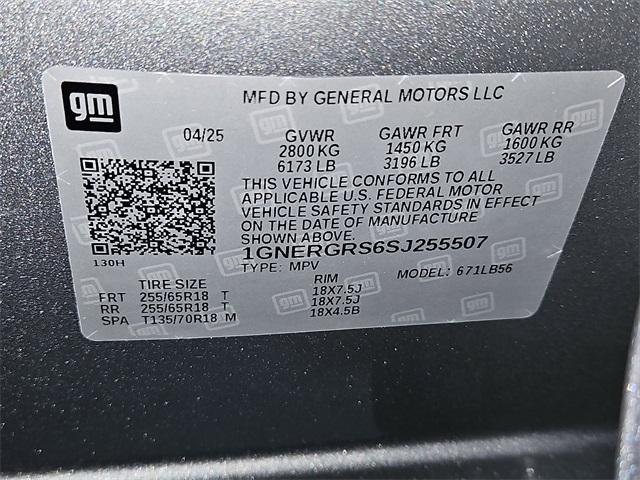 gm
MFD BY GENERAL MOTORS LLC
04/25 GVWR GAWR FRT GAWR RR
2800 KG 1450 KG 1600 KG
6173 LB 3196 LB 3527 LB
THIS VEHICLE CONFORMS TO ALL
APPLICABLE U.S. FEDERAL MOTOR
VEHICLE SAFETY STANDARDS IN EFFECT
ON THE DATE OF MANUFACTURE
SHOWN ABOVE.
130H 1GNERGRS6SJ255507
TYPE: MPV MODEL: 671LB56
TIRE SIZE RIM
FRT 255/65R18 T 18X7.5J
RR 255/65R18 T 18X7.5J
SPA T135/70R18 M 18X4.5B